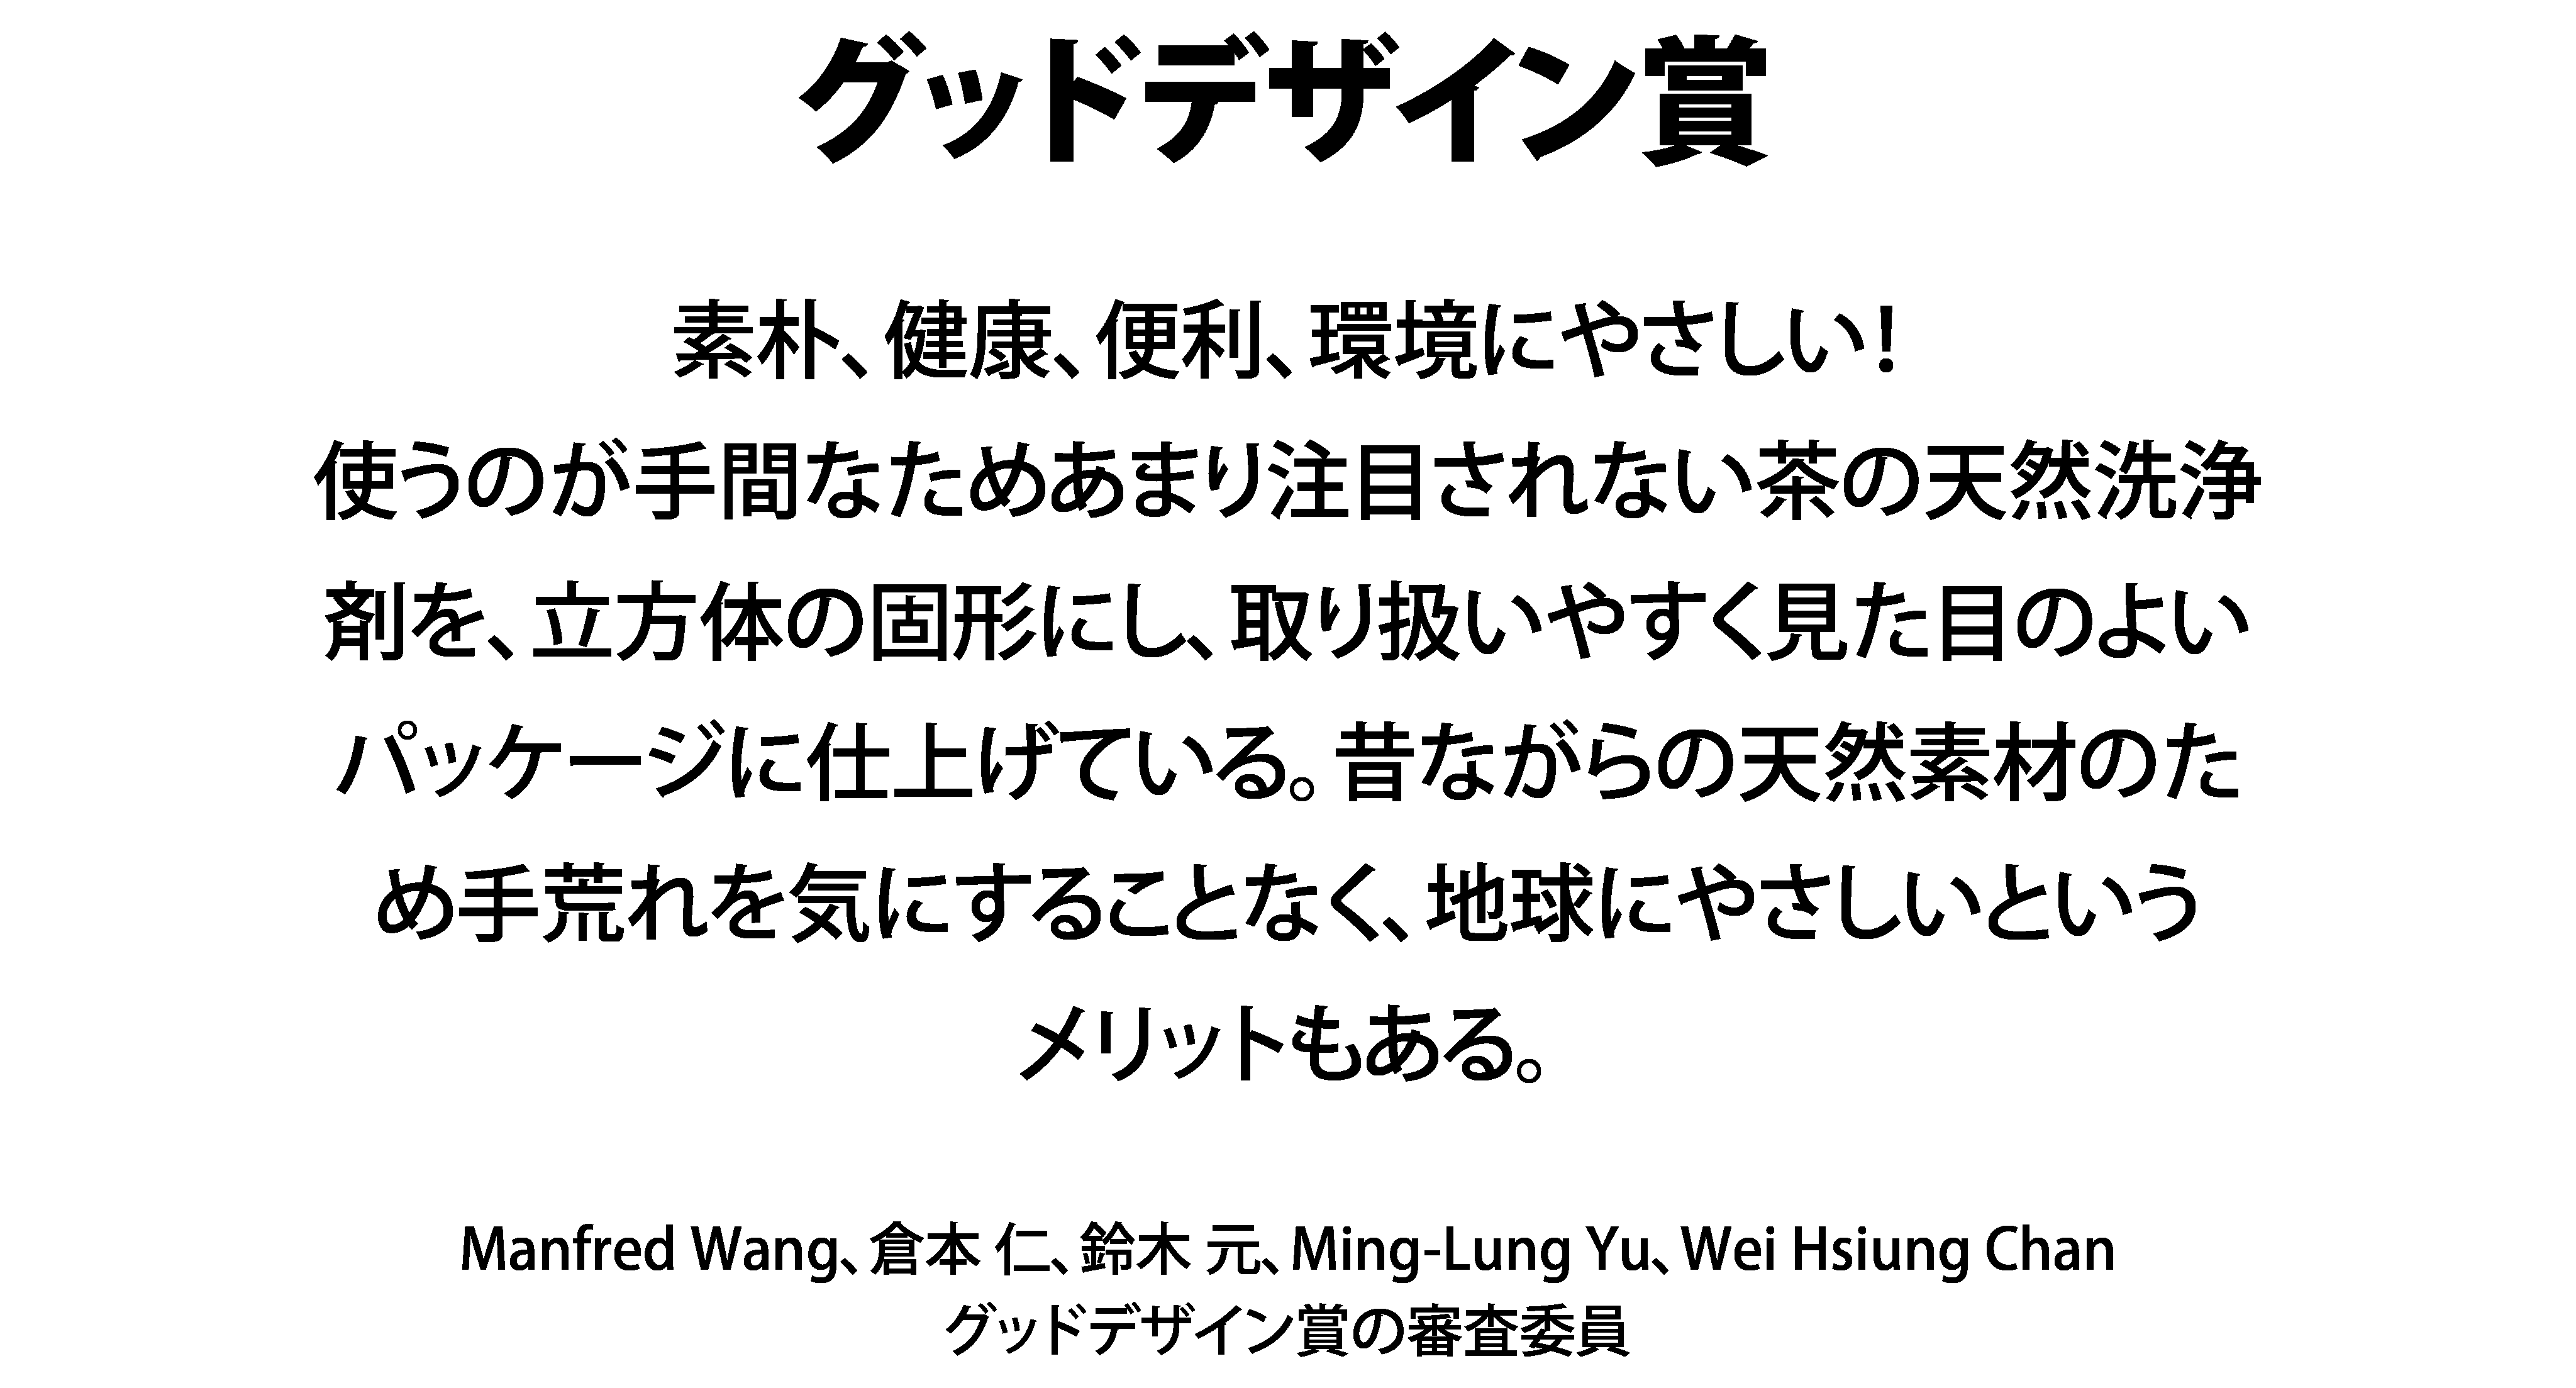 グッドデザイン賞
素朴、健康、便利、環境にやさしい！
使うのが手間なためあまり注目されない茶の天然洗浄
剤を、立方体の固形にし、取り扱いやすく見た目のよい
パッケージに仕上げている。昔ながらの天然素材のた
め手荒れを気にすることなく、地球にやさしいという
メリットもある。
Manfred Wang、倉本 仁、鈴木 元、Ming-Lung Yu、Wei Hsiung Chan
グッドデザイン賞の審査委員